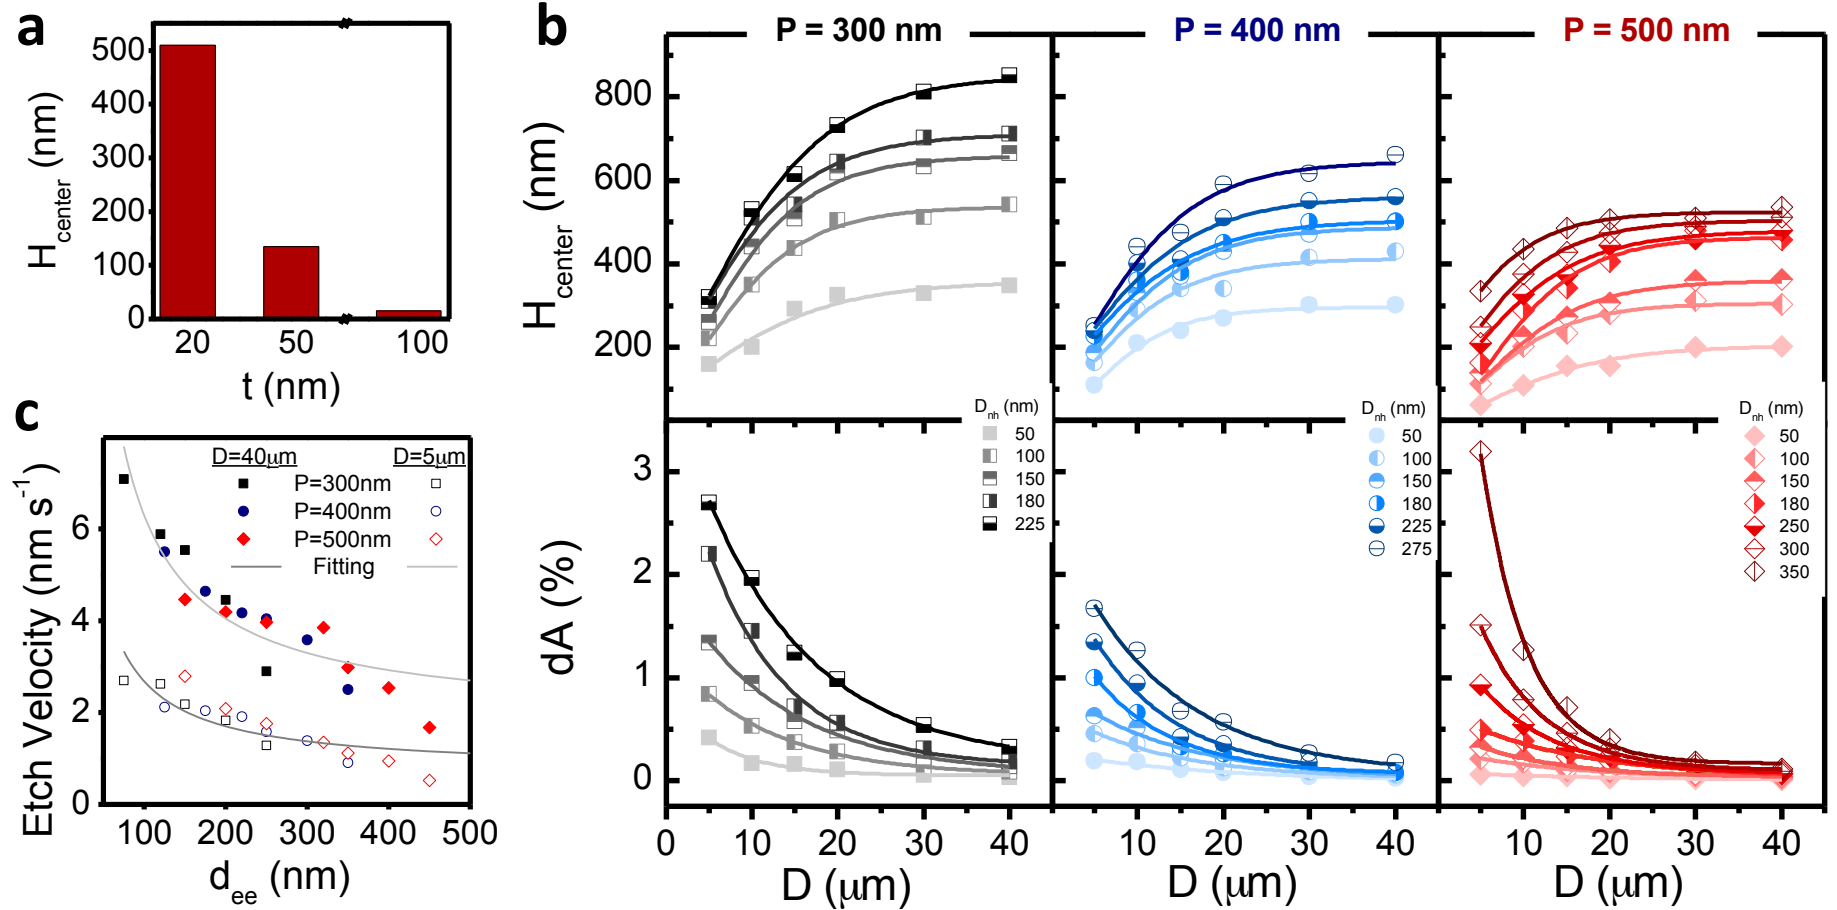 a
H_center (nm)
500
400
300
200
100
0
20 50 100
t (nm)
b
P = 300 nm P = 400 nm P = 500 nm
H_center (nm)
800
600
400
200
D_nh (nm)
50
100
150
180
225
D_nh (nm)
50
100
150
180
225
275
D_nh (nm)
50
100
150
180
250
300
350
dA (%)
3
2
1
0
0 10 20 30 40
10 20 30 40
10 20 30 40
D (μm) D (μm) D (μm)
c
Etch Velocity (nm s⁻¹)
6
4
2
0
D=40μm D=5μm
P=300nm
P=400nm
P=500nm
Fitting
100 200 300 400 500
d_ee (nm)